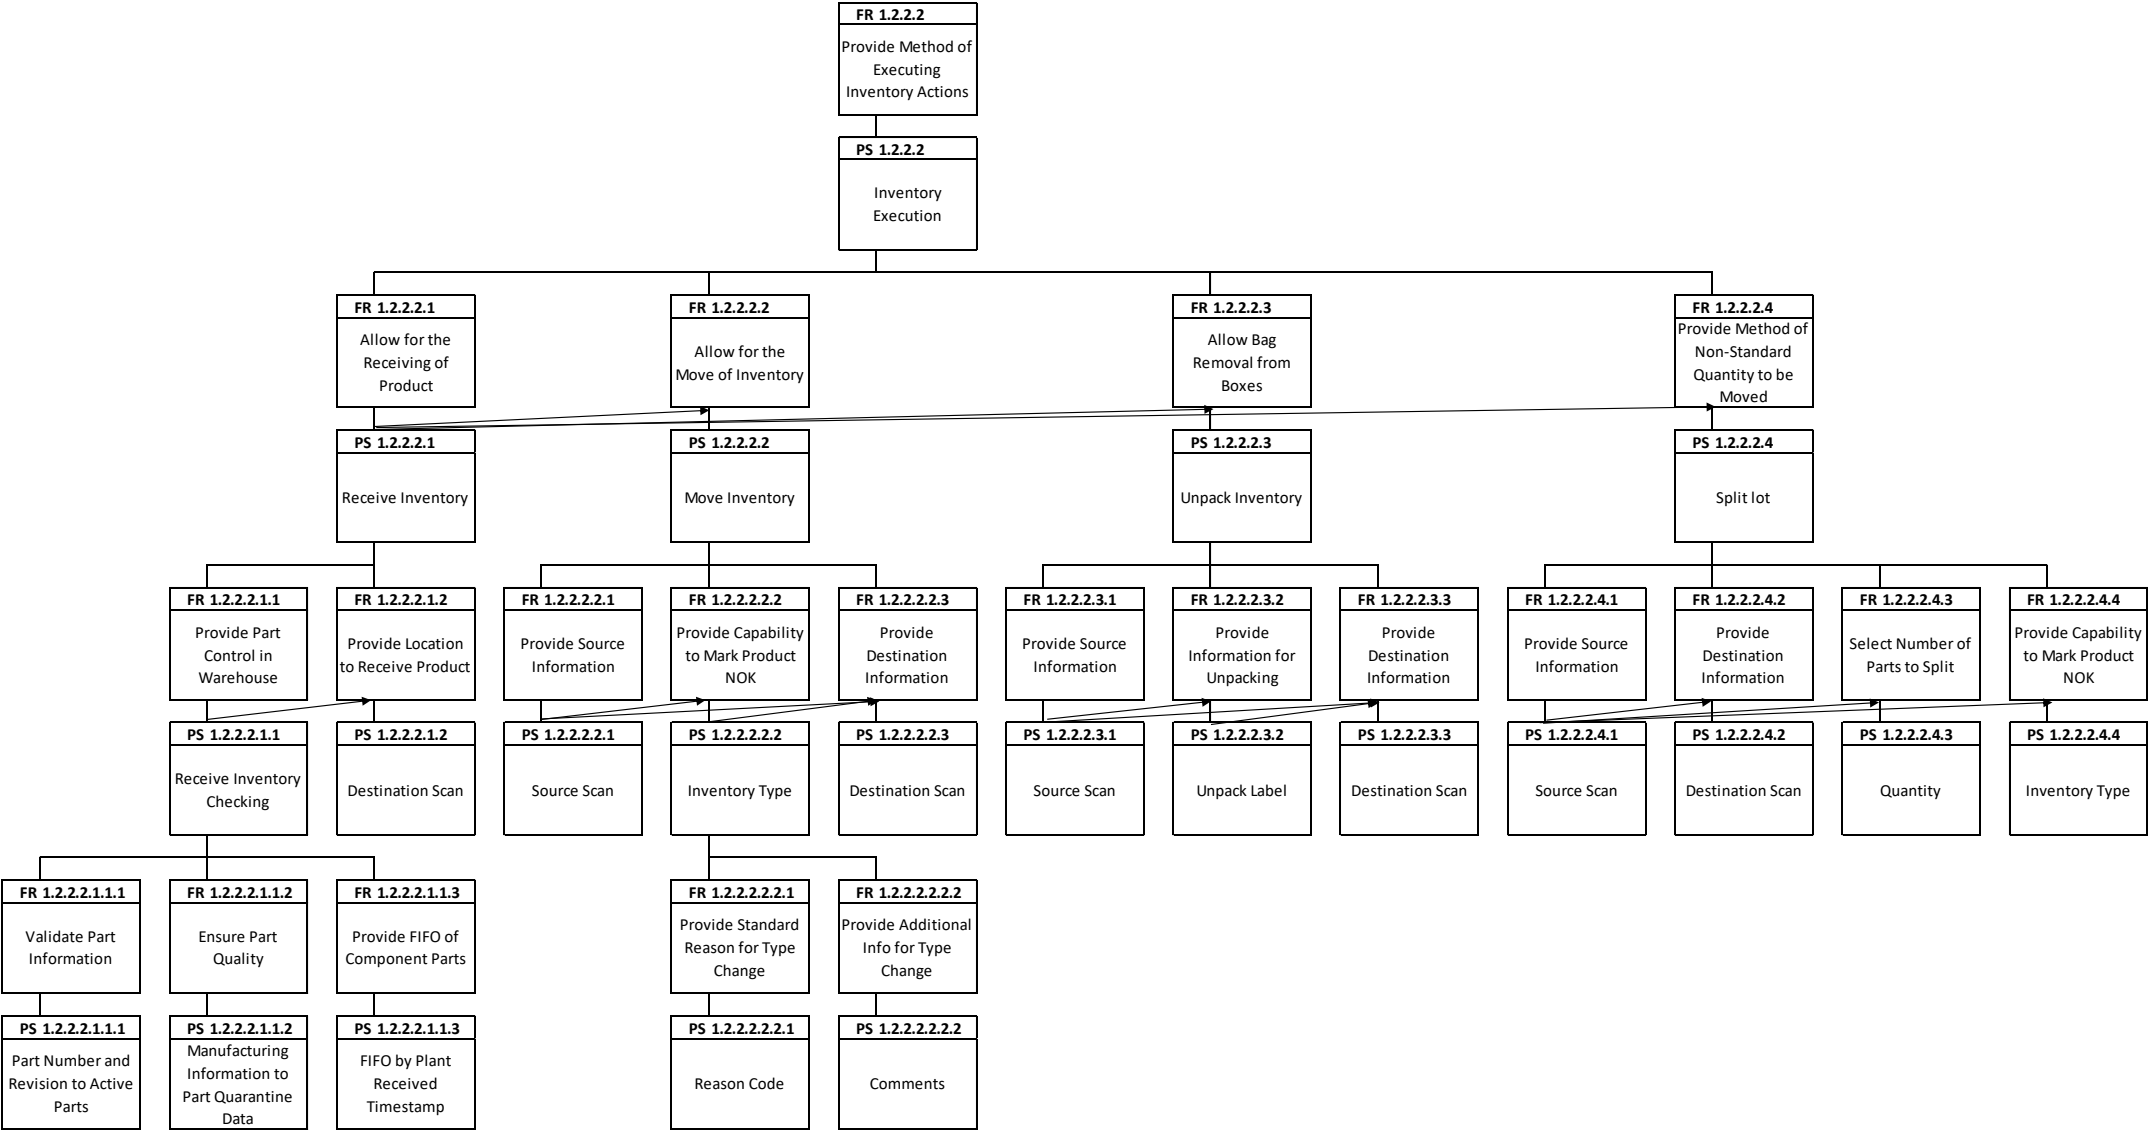 FR 1.2.2.2
Provide Method of
Executing
Inventory Actions
PS 1.2.2.2
Inventory
Execution
FR 1.2.2.2.1
Allow for the
Receiving of
Product
FR 1.2.2.2.2
Allow for the
Move of Inventory
FR 1.2.2.2.3
Allow Bag
Removal from
Boxes
FR 1.2.2.2.4
Provide Method of
Non-Standard
Quantity to be
Moved
PS 1.2.2.2.1
Receive Inventory
PS 1.2.2.2.2
Move Inventory
PS 1.2.2.2.3
Unpack Inventory
PS 1.2.2.2.4
Split lot
FR 1.2.2.2.1.1
Provide Part
Control in
Warehouse
FR 1.2.2.2.1.2
Provide Location
to Receive Product
FR 1.2.2.2.2.1
Provide Source
Information
FR 1.2.2.2.2.2
Provide Capability
to Mark Product
NOK
FR 1.2.2.2.2.3
Provide
Destination
Information
FR 1.2.2.2.3.1
Provide Source
Information
FR 1.2.2.2.3.2
Provide
Information for
Unpacking
FR 1.2.2.2.3.3
Provide
Destination
Information
FR 1.2.2.2.4.1
Provide Source
Information
FR 1.2.2.2.4.2
Provide
Destination
Information
FR 1.2.2.2.4.3
Select Number of
Parts to Split
FR 1.2.2.2.4.4
Provide Capability
to Mark Product
NOK
PS 1.2.2.2.1.1
Receive Inventory
Checking
PS 1.2.2.2.1.2
Destination Scan
PS 1.2.2.2.2.1
Source Scan
PS 1.2.2.2.2.2
Inventory Type
PS 1.2.2.2.2.3
Destination Scan
PS 1.2.2.2.3.1
Source Scan
PS 1.2.2.2.3.2
Unpack Label
PS 1.2.2.2.3.3
Destination Scan
PS 1.2.2.2.4.1
Source Scan
PS 1.2.2.2.4.2
Destination Scan
PS 1.2.2.2.4.3
Quantity
PS 1.2.2.2.4.4
Inventory Type
FR 1.2.2.2.1.1.1
Validate Part
Information
FR 1.2.2.2.1.1.2
Ensure Part
Quality
FR 1.2.2.2.1.1.3
Provide FIFO of
Component Parts
FR 1.2.2.2.2.2.1
Provide Standard
Reason for Type
Change
FR 1.2.2.2.2.2.2
Provide Additional
Info for Type
Change
PS 1.2.2.2.1.1.1
Part Number and
Revision to Active
Parts
PS 1.2.2.2.1.1.2
Manufacturing
Information to
Part Quarantine
Data
PS 1.2.2.2.1.1.3
FIFO by Plant
Received
Timestamp
PS 1.2.2.2.2.2.1
Reason Code
PS 1.2.2.2.2.2.2
Comments